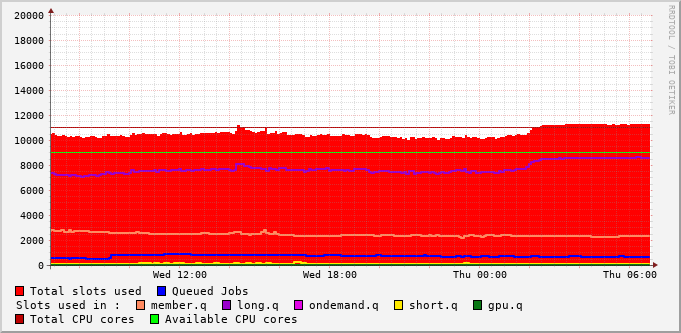 20000
18000
16000
14000
12000
10000
8000
6000
4000
2000
0
Wed 12:00 Wed 18:00 Thu 00:00 Thu 06:00
RRDTOOL / TOBI OETIKER
Total slots used Queued Jobs
Slots used in : member.q long.q ondemand.q short.q gpu.q
Total CPU cores Available CPU cores